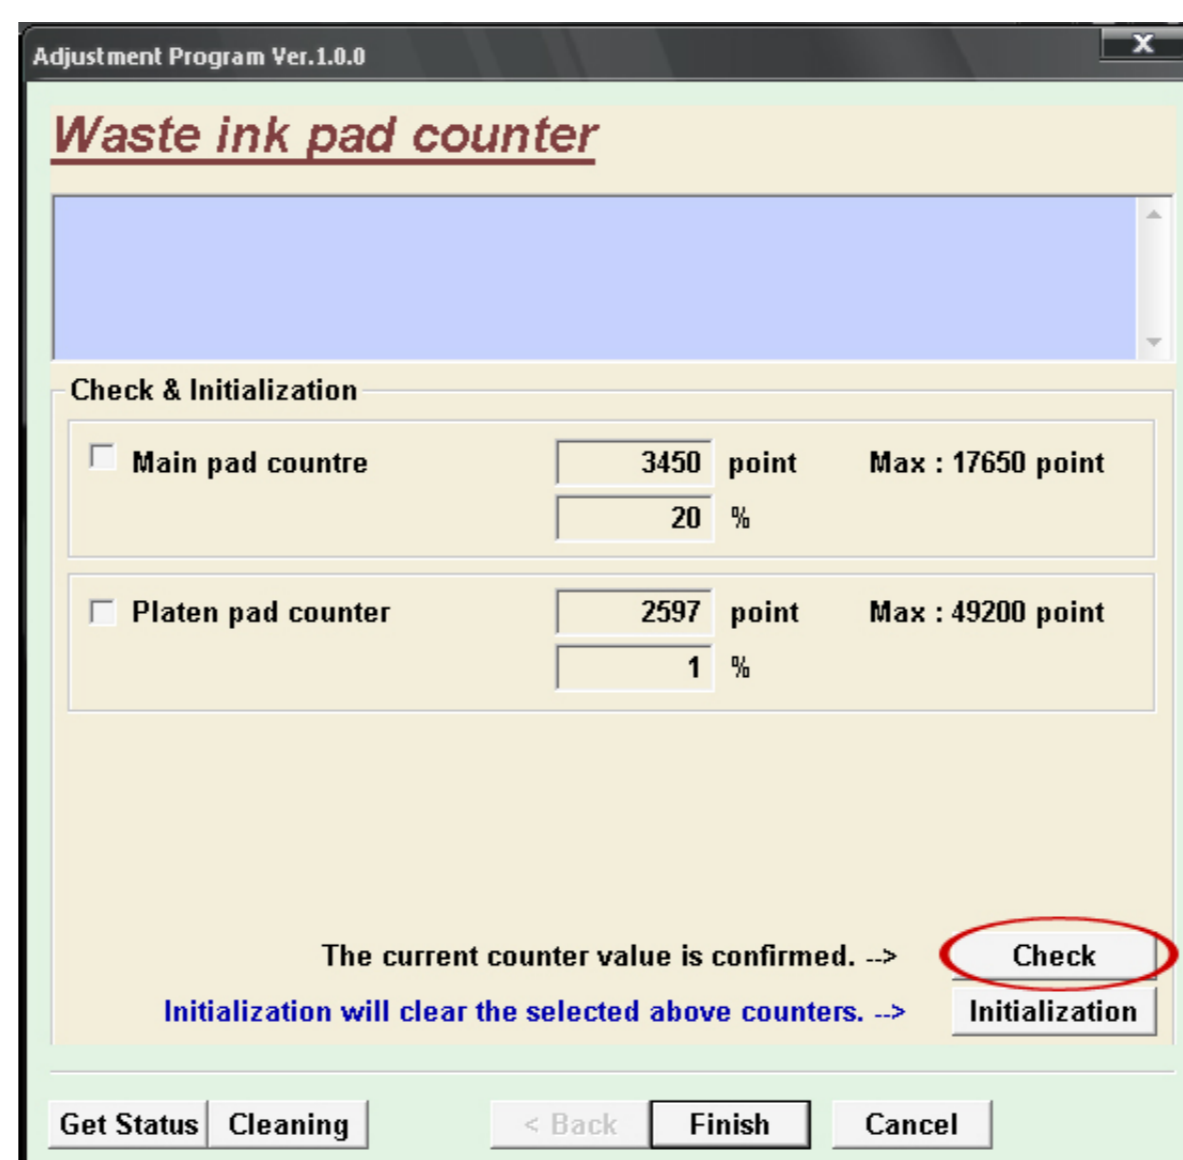 Adjustment Program Ver.1.0.0
X
Waste ink pad counter
Check & Initialization
Main pad countre 3450 point Max : 17650 point
20 %
Platen pad counter 2597 point Max : 49200 point
1 %
The current counter value is confirmed. --> Check
Initialization will clear the selected above counters. --> Initialization
Get Status Cleaning < Back Finish Cancel